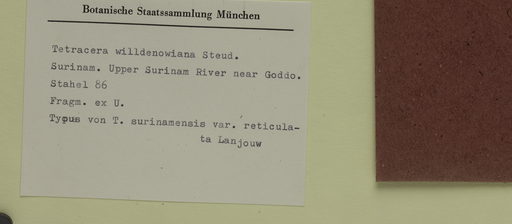 Botanische Staatssammlung München
Tetracera willdenowiana Steud.
Surinam. Upper Surinam River near Goddo.
Stahel 86
Fragm. ex U.
Typus von T. surinamensis var. reticula-
ta Lanjouw